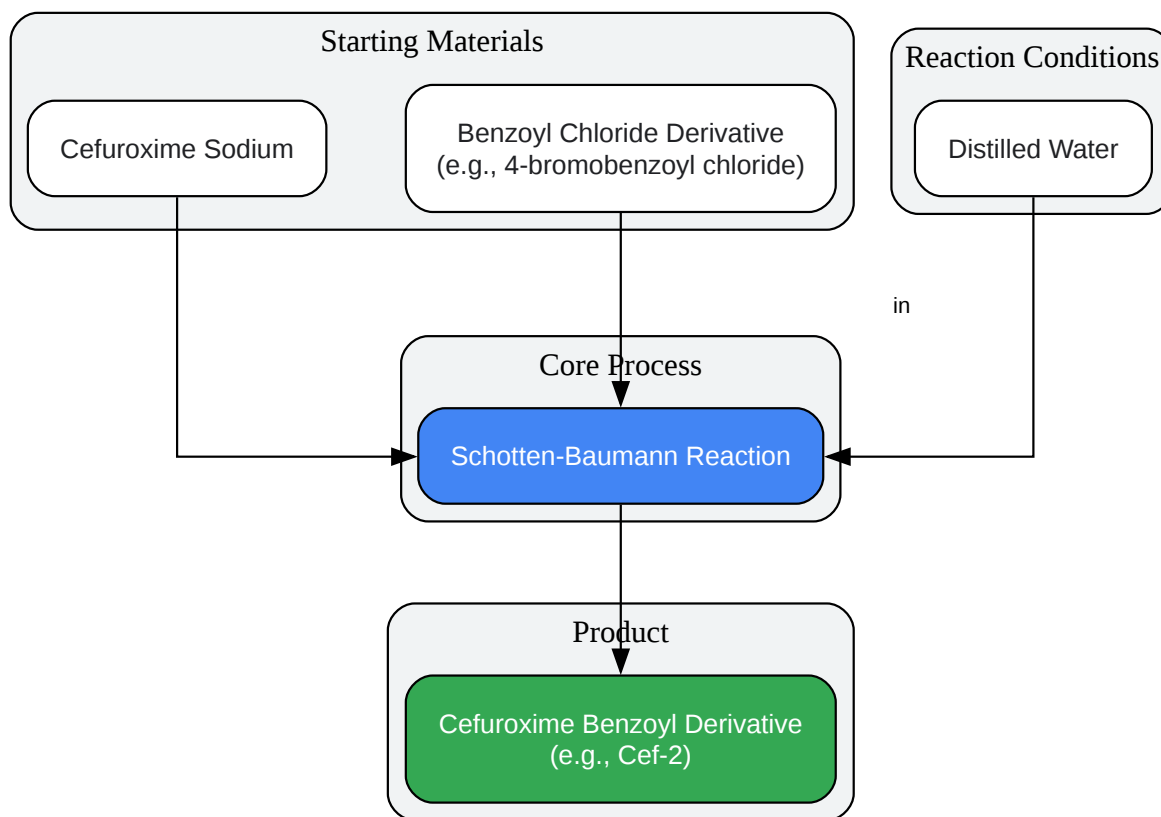 Starting Materials
Reaction Conditions
Cefuroxime Sodium
Benzoyl Chloride Derivative
(e.g., 4-bromobenzoyl chloride)
Distilled Water
in
Core Process
Schotten-Baumann Reaction
Product
Cefuroxime Benzoyl Derivative
(e.g., Cef-2)